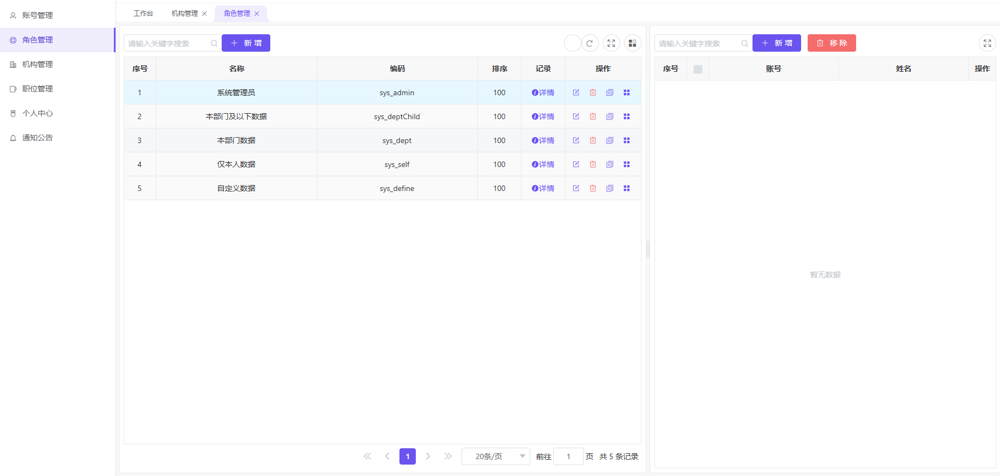 账号管理
角色管理
机构管理
职位管理
个人中心
通知公告
工作台 机构管理 角色管理
请输入关键字搜索 新 增
序号 名称 编码 排序 记录 操作
1 系统管理员 sys_admin 100 详情
2 本部门及以下数据 sys_deptChild 100 详情
3 本部门数据 sys_dept 100 详情
4 仅本人数据 sys_self 100 详情
5 自定义数据 sys_define 100 详情
1 20条/页 前往 1 页 共 5 条记录
请输入关键字搜索 新 增 移 除
序号 账号 姓名 操作
暂无数据